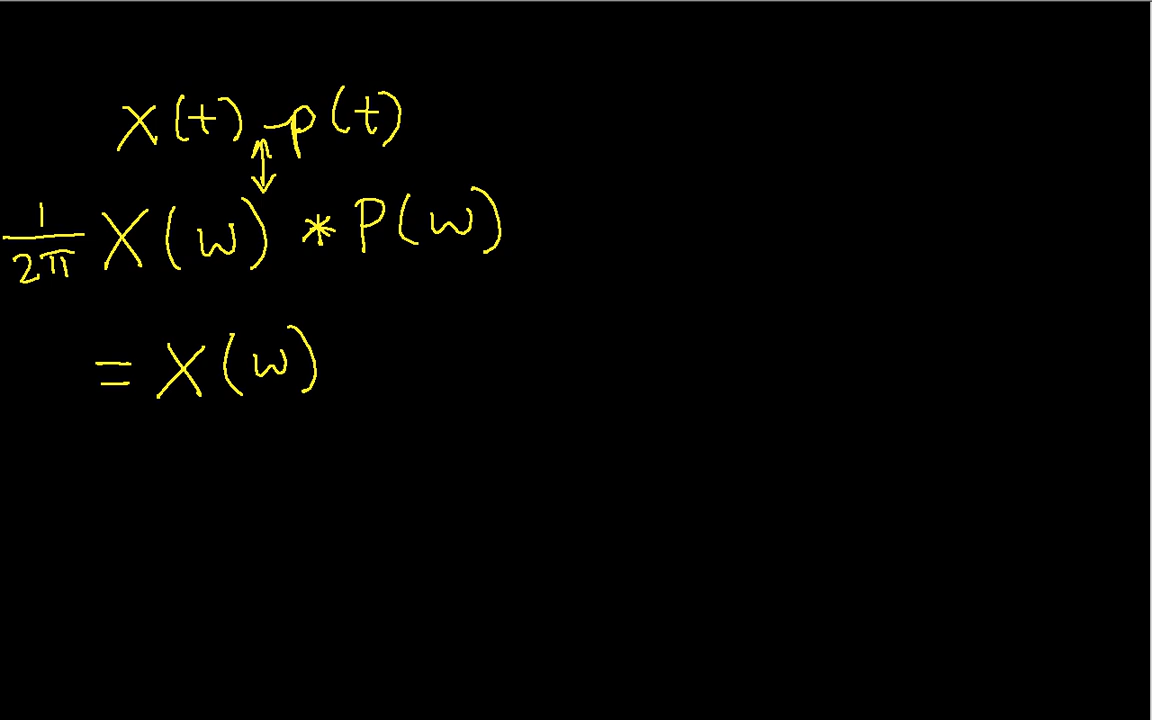 x(t) · p(t)
↕
1/2π X(w) * P(w)
= X(w)